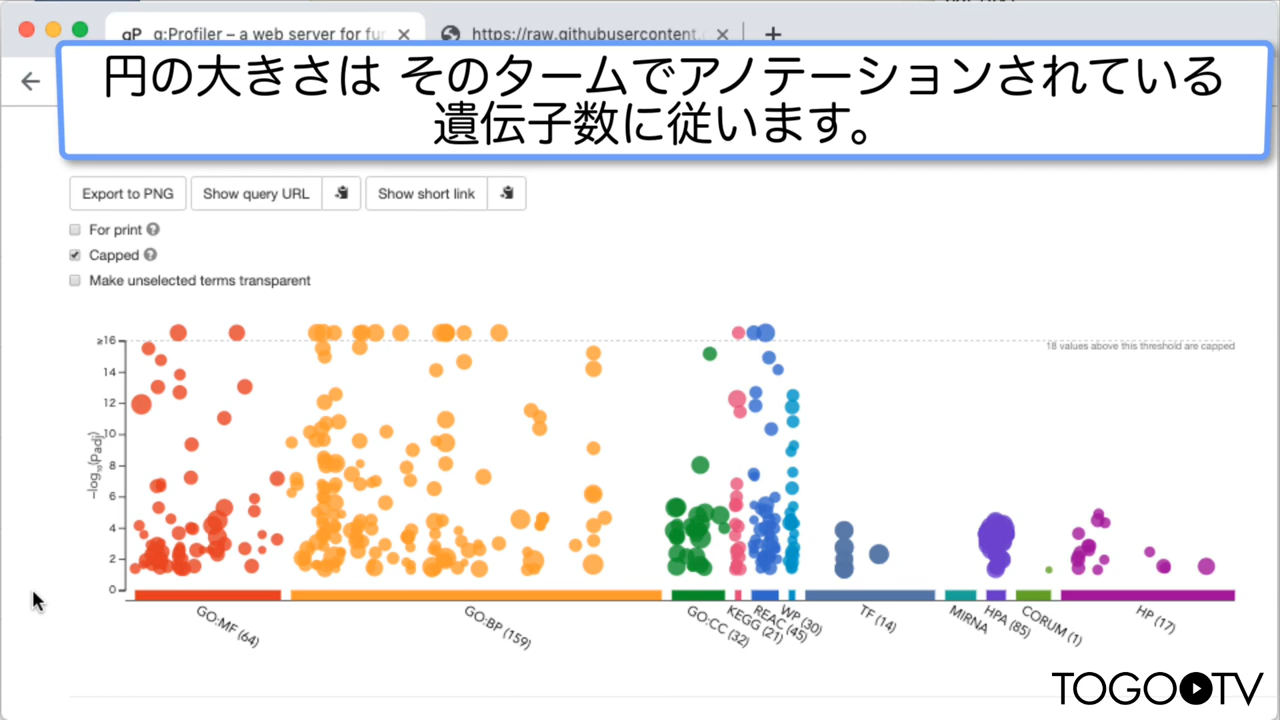 gP g:Profiler – a web server for fur
https://raw.githubusercontent.c
円の大きさは そのタームでアノテーションされている
遺伝子数に従います。
Export to PNG
Show query URL
Show short link
For print
Capped
Make unselected terms transparent
18 values above this threshold are capped
≥16
14
12
10
8
6
4
2
0
−log₁₀(padj)
GO:MF (64)
GO:BP (159)
GO:CC (32)
KEGG (21)
REAC (45)
WP (30)
TF (14)
MIRNA
HPA (85)
CORUM (1)
HP (17)
TOGOTV